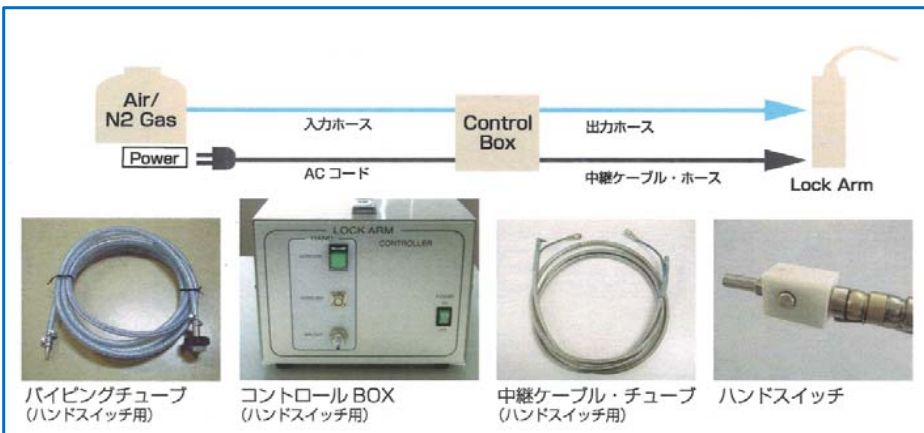 Air/
N2 Gas
Power
入力ホース
ACコード
Control
Box
出力ホース
中継ケーブル・ホース
Lock Arm
LOCK ARM
CONTROLLER
HAND
POWER
パイピングチューブ
(ハンドスイッチ用)
コントロールBOX
(ハンドスイッチ用)
中継ケーブル・チューブ
(ハンドスイッチ用)
ハンドスイッチ